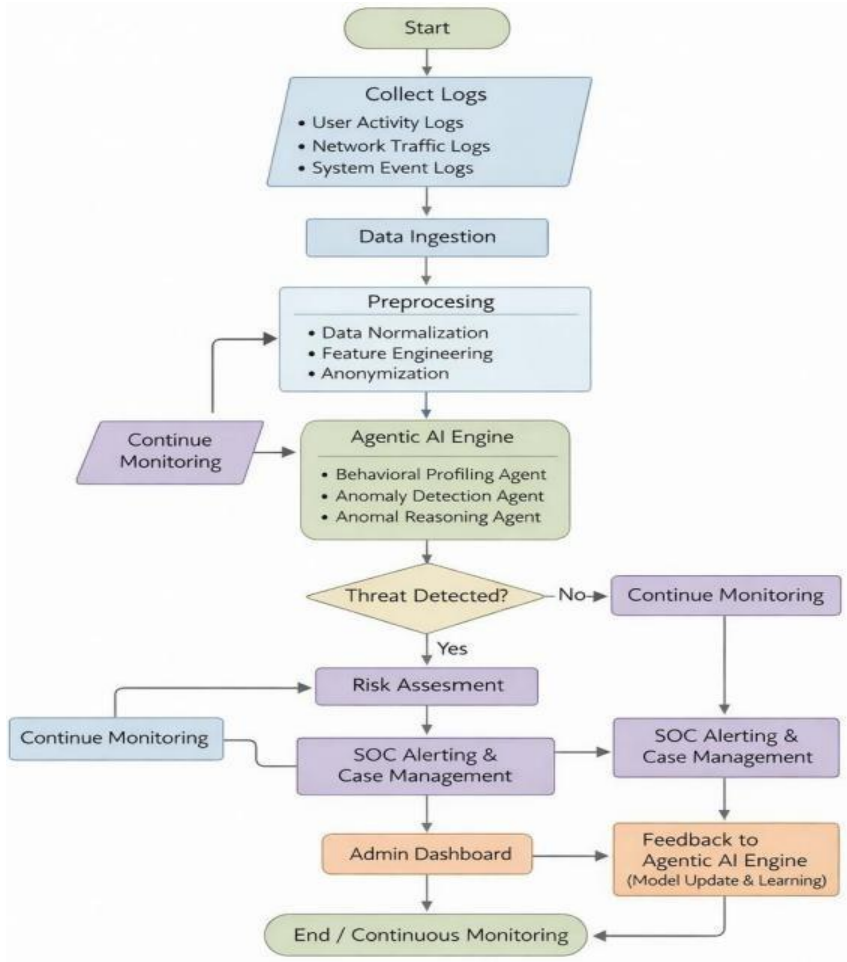 Start
Collect Logs
• User Activity Logs
• Network Traffic Logs
• System Event Logs
Data Ingestion
Preprocesing
• Data Normalization
• Feature Engineering
• Anonymization
Continue
Monitoring
Agentic AI Engine
• Behavioral Profiling Agent
• Anomaly Detection Agent
• Anomal Reasoning Agent
Threat Detected?
No
Continue Monitoring
Yes
Risk Assesment
Continue Monitoring
SOC Alerting &
Case Management
SOC Alerting &
Case Management
Admin Dashboard
Feedback to
Agentic AI Engine
(Model Update & Learning)
End / Continuous Monitoring